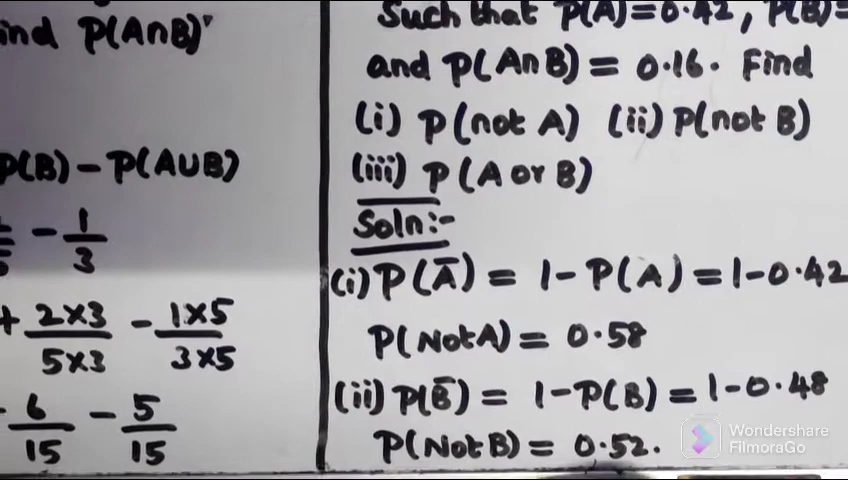 ind P(A∩B)'
P(B) - P(A∪B)
- 1/3
+ 2×3/5×3 - 1×5/3×5
- 6/15 - 5/15
Such that P(A)=0.42, P(B)=
and P(A∩B) = 0.16. Find
(i) P(not A) (ii) P(not B)
(iii) P(A or B)
Soln:-
(i) P(Ā) = 1 - P(A) = 1 - 0.42
P(Not A) = 0.58
(ii) P(B̄) = 1 - P(B) = 1 - 0.48
P(Not B) = 0.52.
Wondershare
FilmoraGo